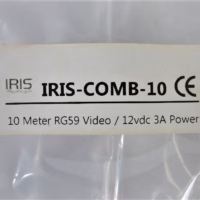 IRIS IRIS-COMB-10 CE
10 Meter RG59 Video / 12vdc 3A Power